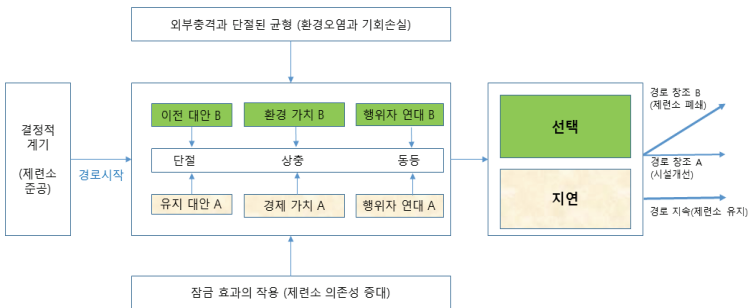 외부충격과 단절된 균형 (환경오염과 기회손실)
결정적
계기
(제련소
준공)
경로시작
이전 대안 B
환경 가치 B
행위자 연대 B
단절
상충
동등
유지 대안 A
경제 가치 A
행위자 연대 A
선택
지연
경로 창조 B
(제련소 폐쇄)
경로 창조 A
(시설개선)
경로 지속(제련소 유지)
잠금 효과의 작용 (제련소 의존성 증대)